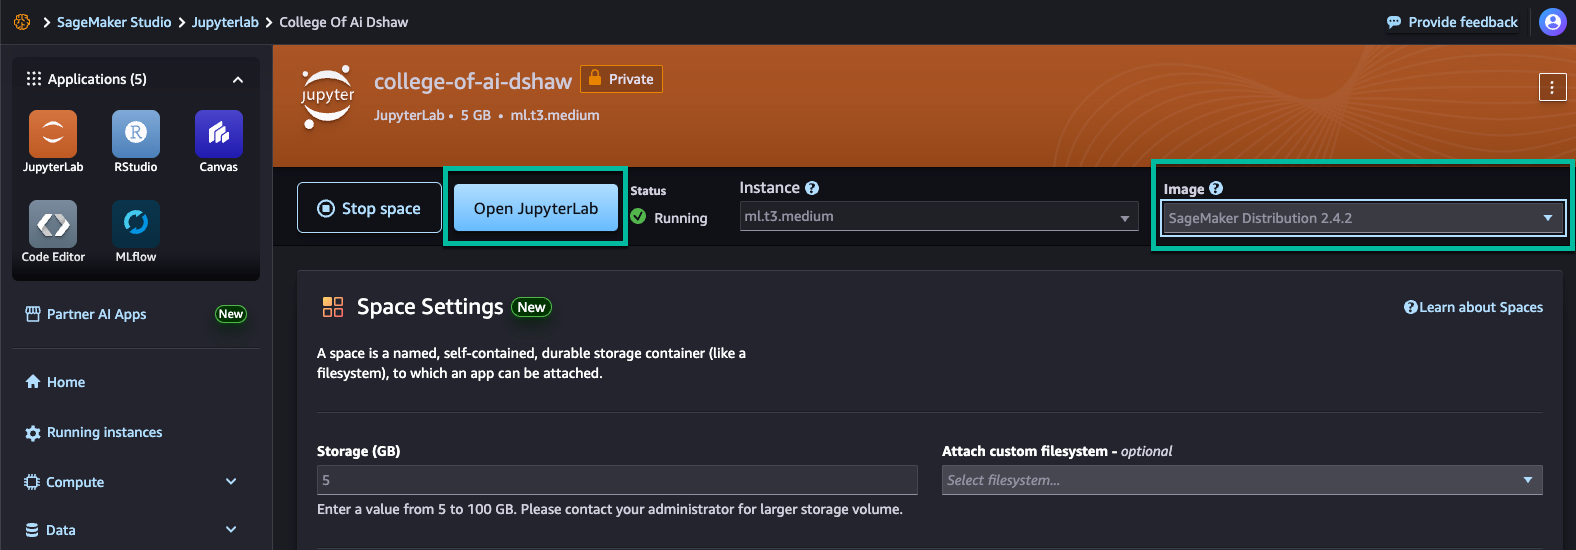 SageMaker Studio > Jupyterlab > College Of Ai Dshaw
Provide feedback
Applications (5)
JupyterLab
RStudio
Canvas
Code Editor
MLflow
Partner AI Apps New
Home
Running instances
Compute
Data
jupyter
college-of-ai-dshaw Private
JupyterLab • 5 GB • ml.t3.medium
Stop space
Open JupyterLab
Status
Running
Instance ?
ml.t3.medium
Image ?
SageMaker Distribution 2.4.2
Space Settings New
?Learn about Spaces
A space is a named, self-contained, durable storage container (like a
filesystem), to which an app can be attached.
Storage (GB)
5
Enter a value from 5 to 100 GB. Please contact your administrator for larger storage volume.
Attach custom filesystem - optional
Select filesystem...